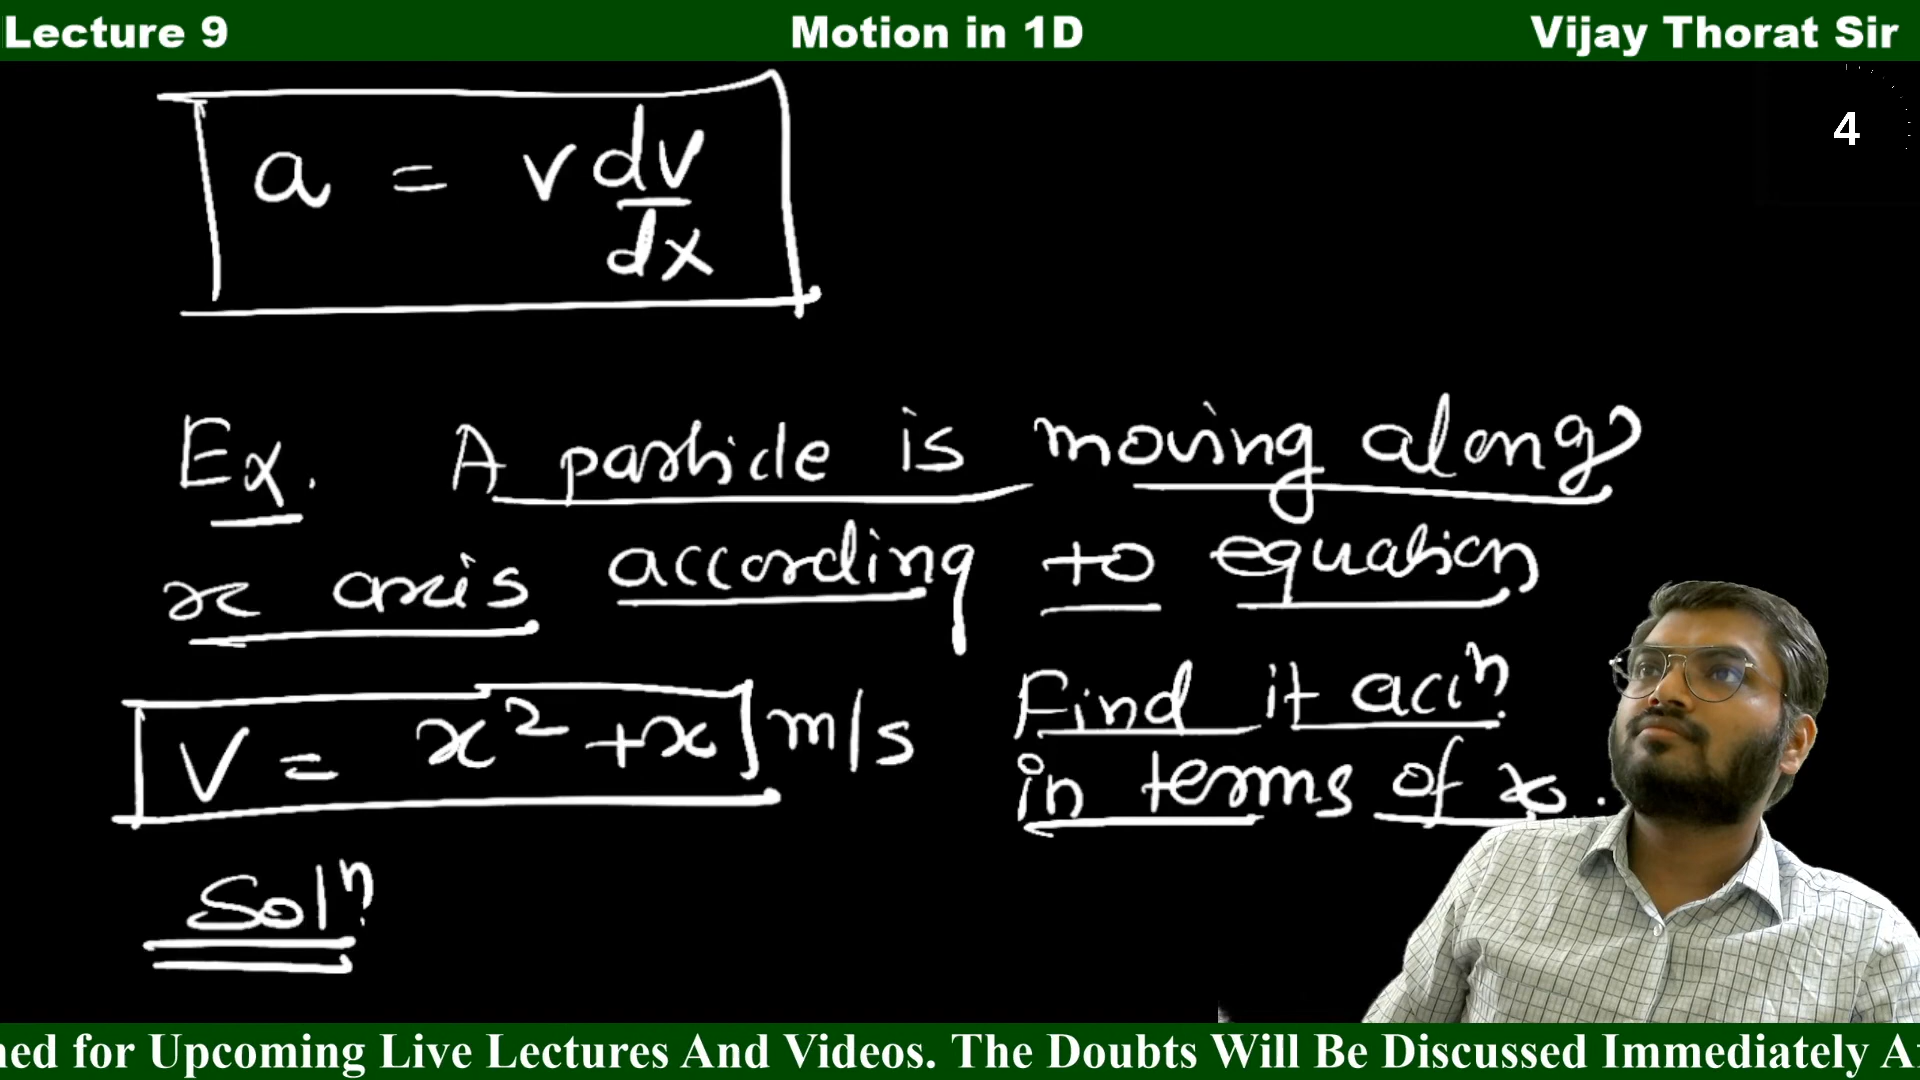 Lecture 9 Motion in 1D Vijay Thorat Sir
4
a = v dv/dx
Ex. A particle is moving along
x axis according to equation
V = x² + x m/s Find it accⁿ
in terms of x.
Solⁿ
ned for Upcoming Live Lectures And Videos. The Doubts Will Be Discussed Immediately A